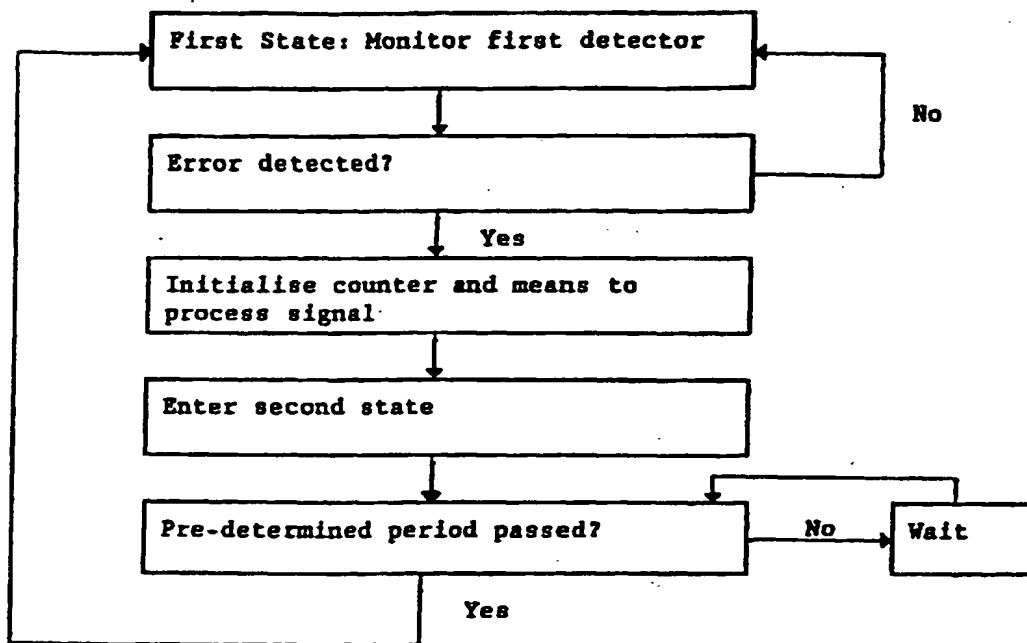 First State: Monitor first detector
No
Error detected?
Yes
Initialise counter and means to
process signal
Enter second state
Pre-determined period passed?
No
Wait
Yes